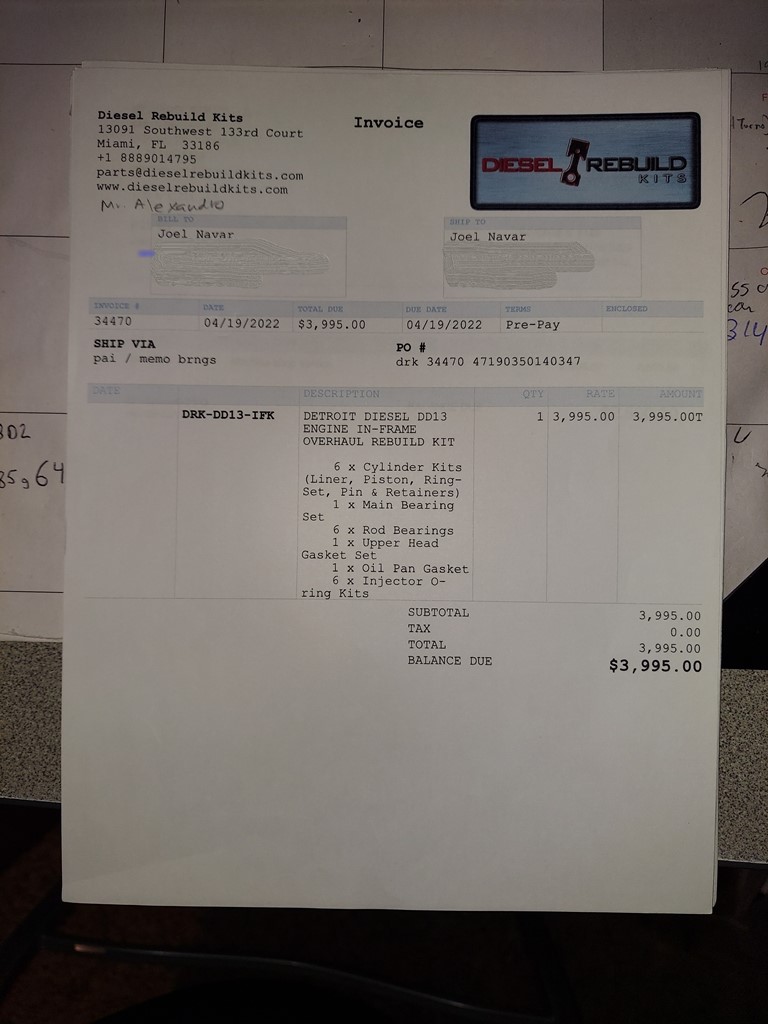 Diesel Rebuild Kits
13091 Southwest 133rd Court
Miami, FL 33186
+1 8889014795
parts@dieselrebuildkits.com
www.dieselrebuildkits.com
Mr. Alexandro
Invoice
DIESEL REBUILD
KITS
BILL TO
Joel Navar
SHIP TO
Joel Navar
INVOICE # DATE TOTAL DUE DUE DATE TERMS ENCLOSED
34470 04/19/2022 $3,995.00 04/19/2022 Pre-Pay
SHIP VIA
pai / memo brngs
PO #
drk 34470 47190350140347
DATE DESCRIPTION QTY RATE AMOUNT
DRK-DD13-IFK DETROIT DIESEL DD13 1 3,995.00 3,995.00T
ENGINE IN-FRAME
OVERHAUL REBUILD KIT
6 x Cylinder Kits
(Liner, Piston, Ring-
Set, Pin & Retainers)
1 x Main Bearing
Set
6 x Rod Bearings
1 x Upper Head
Gasket Set
1 x Oil Pan Gasket
6 x Injector O-
ring Kits
SUBTOTAL 3,995.00
TAX 0.00
TOTAL 3,995.00
BALANCE DUE $3,995.00